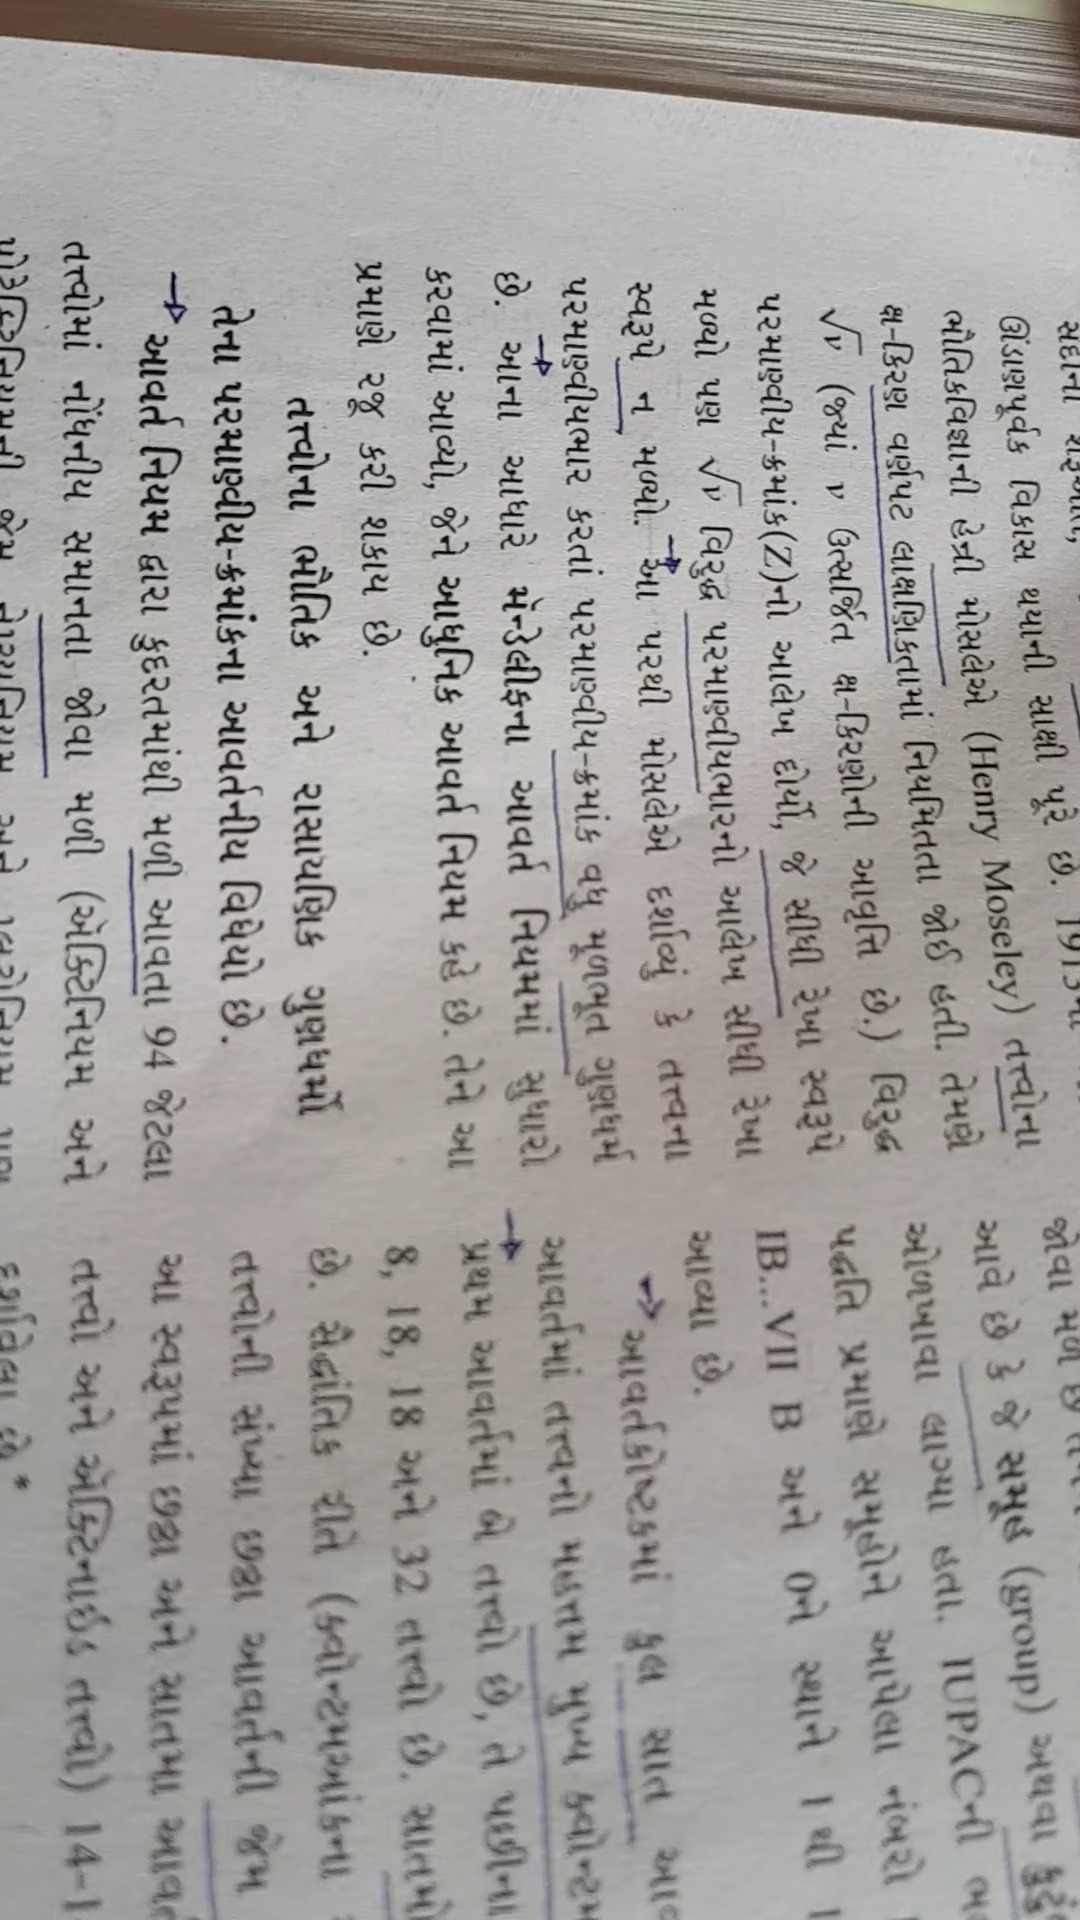 સદીની શરૂઆત,
ઊંડાણપૂર્વક વિકાસ થયાની સાક્ષી પૂરે છે. 1913માં
ભૌતિકવિજ્ઞાની હેન્રી મોસલેએ (Henry Moseley) તત્ત્વોના
ક્ષ-કિરણ વર્ણપટ લાક્ષણિકતામાં નિયમિતતા જોઈ હતી. તેમણે
√ν (જ્યાં ν ઉત્સર્જિત ક્ષ-કિરણોની આવૃત્તિ છે.) વિરુદ્ધ
પરમાણ્વીય-ક્રમાંક(Z)નો આલેખ દોર્યો, જે સીધી રેખા સ્વરૂપે
મળ્યો પણ √ν વિરુદ્ધ પરમાણ્વીયભારનો આલેખ સીધી રેખા
સ્વરૂપે ન મળ્યો. આ પરથી મોસલેએ દર્શાવ્યું કે તત્ત્વના
પરમાણ્વીયભાર કરતાં પરમાણ્વીય-ક્રમાંક વધુ મૂળભૂત ગુણધર્મ
છે. આના આધારે મેન્ડેલીફના આવર્ત નિયમમાં સુધારો
કરવામાં આવ્યો, જેને આધુનિક આવર્ત નિયમ કહે છે. તેને આ
પ્રમાણે રજૂ કરી શકાય છે.
તત્ત્વોના ભૌતિક અને રાસાયણિક ગુણધર્મો
તેના પરમાણ્વીય-ક્રમાંકના આવર્તનીય વિધેયો છે.
→ આવર્ત નિયમ દ્વારા કુદરતમાંથી મળી આવતા 94 જેટલા
તત્ત્વોમાં નોંધનીય સમાનતા જોવા મળી (ઍક્ટિનિયમ અને
જોવા મળે છે
આવે છે કે જે સમૂહ (group) અથવા
ઓળખાવા લાગ્યા હતા. IUPACની
પદ્ધતિ પ્રમાણે સમૂહોને આપેલા નંબરો
IB...VII B અને 0ને સ્થાને 1 થી
આવ્યા છે.
→ આવર્તકોષ્ટકમાં કુલ સાત
આવર્તમાં તત્ત્વનો મહત્તમ મુખ્ય
→ પ્રથમ આવર્તમાં બે તત્ત્વો છે, તે પછીના
8, 18, 18 અને 32 તત્ત્વો છે. સાતમો
છે. સૈદ્ધાંતિક રીતે (ક્વોન્ટમઆંકના
તત્ત્વોની સંખ્યા છઠ્ઠા આવર્તની જેમ
આ સ્વરૂપમાં છઠ્ઠા અને સાતમા
તત્ત્વો અને ઍક્ટિનાઈડ તત્ત્વો) 14-1
દર્શાવેલા છે*